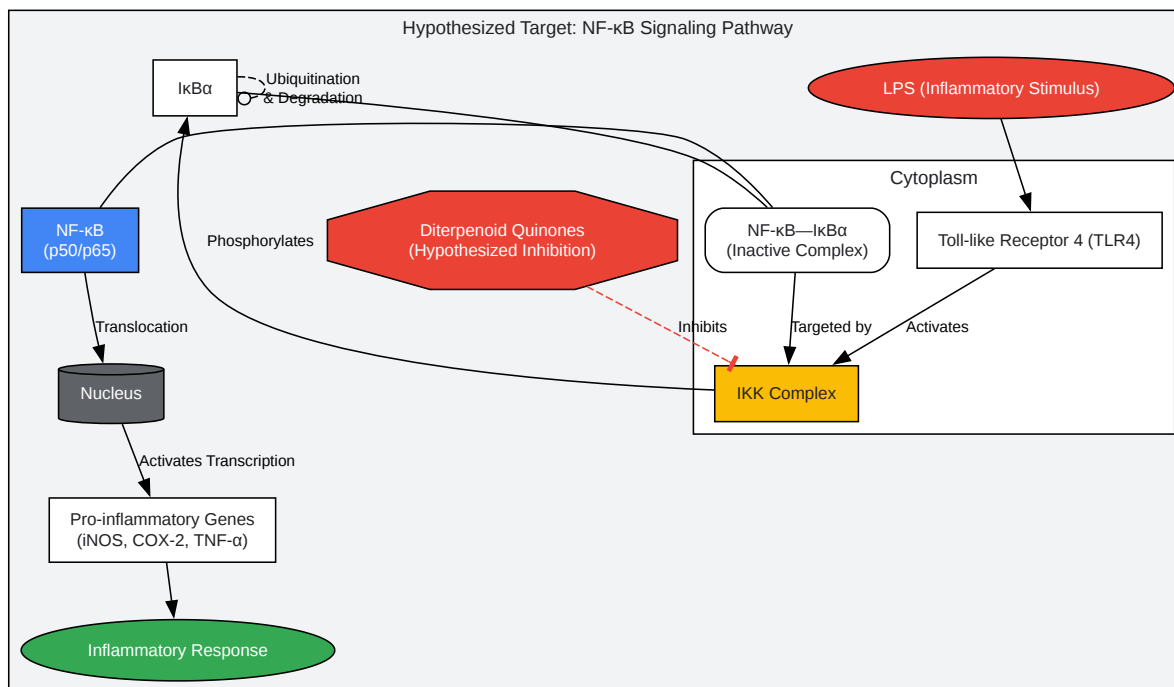 Hypothesized Target: NF-κB Signaling Pathway
IκBα
Ubiquitination
& Degradation
LPS (Inflammatory Stimulus)
Cytoplasm
NF-κB
(p50/p65)
Phosphorylates
Diterpenoid Quinones
(Hypothesized Inhibition)
NF-κB—IκBα
(Inactive Complex)
Toll-like Receptor 4 (TLR4)
Translocation
Inhibits
Targeted by
Activates
Nucleus
IKK Complex
Activates Transcription
Pro-inflammatory Genes
(iNOS, COX-2, TNF-α)
Inflammatory Response